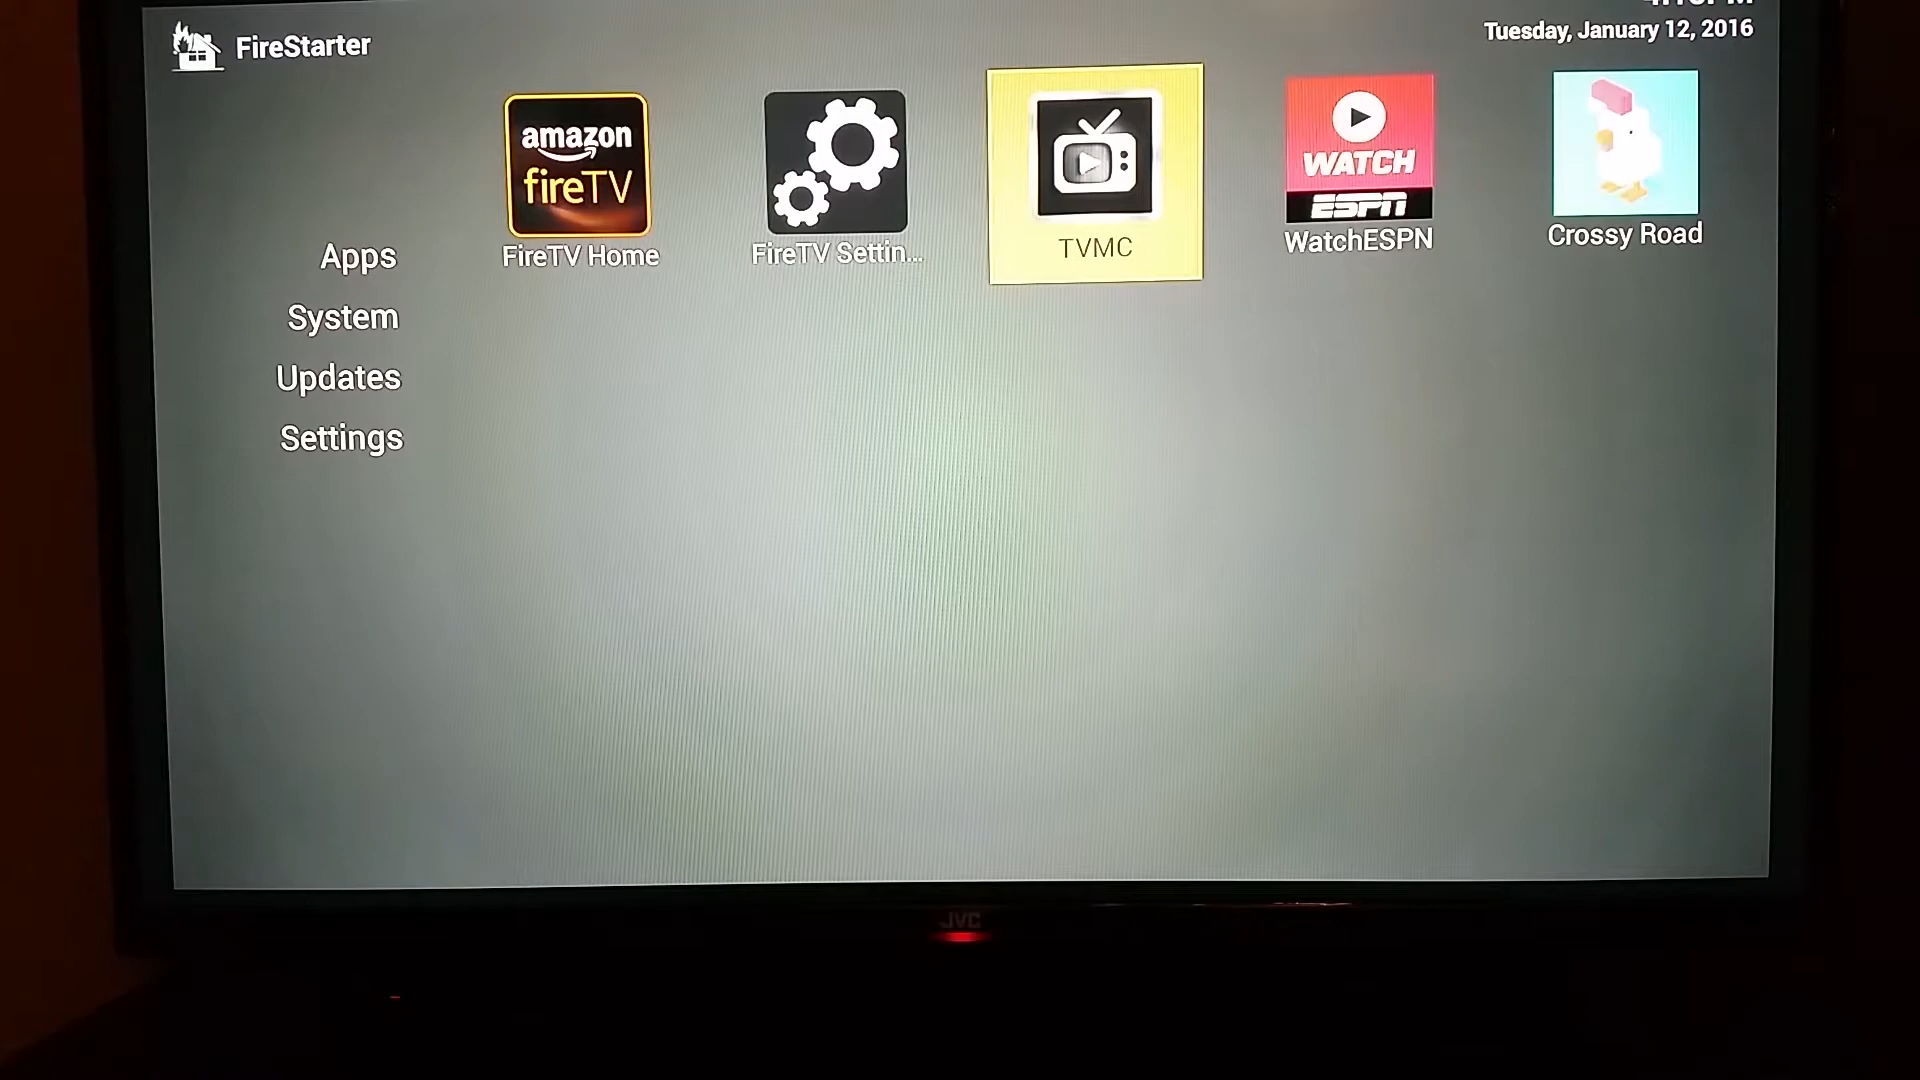 FireStarter
Tuesday, January 12, 2016
amazon
fireTV
FireTV Home
FireTV Settin...
TVMC
WATCH
ESPN
WatchESPN
Crossy Road
Apps
System
Updates
Settings
JVC